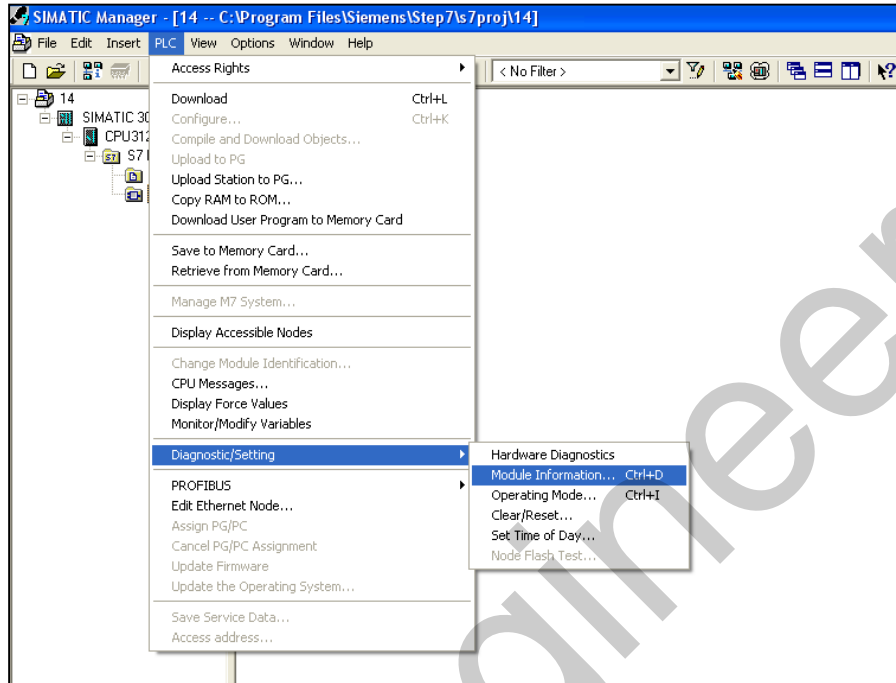 SIMATIC Manager - [14 -- C:\Program Files\Siemens\Step7\s7proj\14]
File Edit Insert PLC View Options Window Help
< No Filter >
14
SIMATIC 30
CPU312
S7
Access Rights
Download Ctrl+L
Configure... Ctrl+K
Compile and Download Objects...
Upload to PG
Upload Station to PG...
Copy RAM to ROM...
Download User Program to Memory Card
Save to Memory Card...
Retrieve from Memory Card...
Manage M7 System...
Display Accessible Nodes
Change Module Identification...
CPU Messages...
Display Force Values
Monitor/Modify Variables
Diagnostic/Setting
PROFIBUS
Edit Ethernet Node...
Assign PG/PC
Cancel PG/PC Assignment
Update Firmware
Update the Operating System...
Save Service Data...
Access address...
Hardware Diagnostics
Module Information... Ctrl+D
Operating Mode... Ctrl+I
Clear/Reset...
Set Time of Day...
Node Flash Test...
ginee